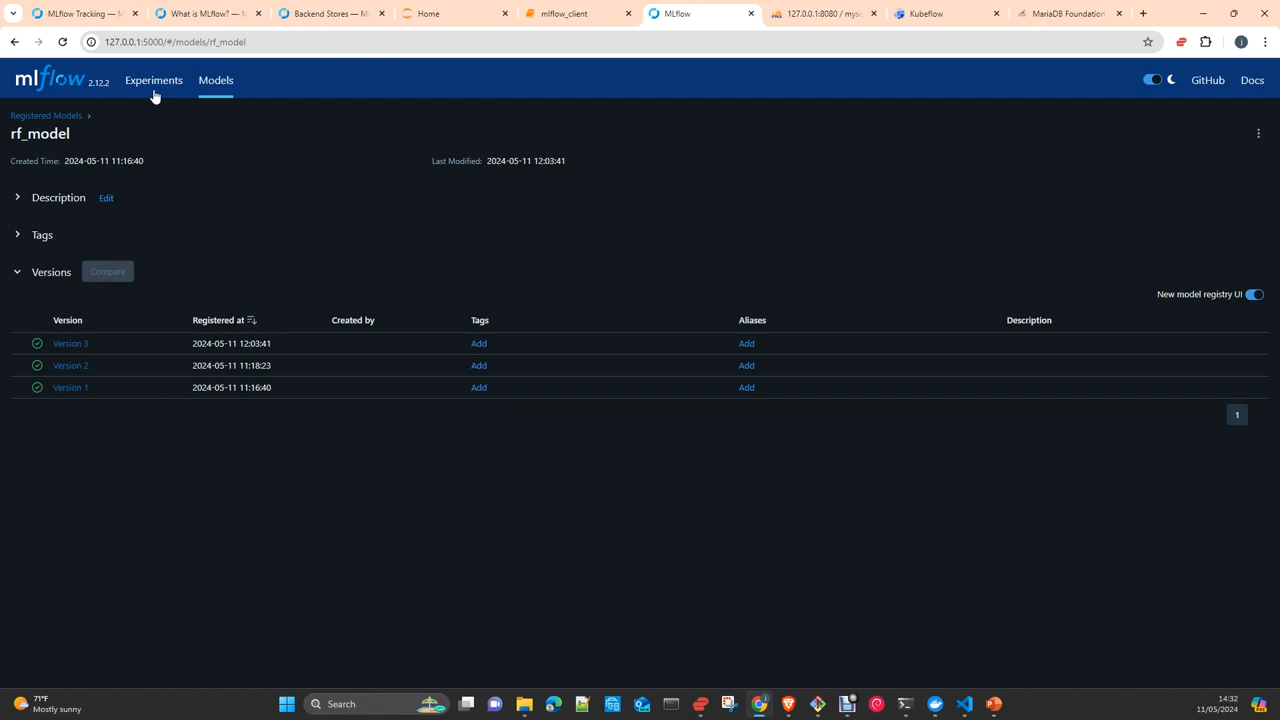 MLflow Tracking — M
What is MLflow? — M
Backend Stores — ML
Home
mlflow_client
MLflow
127.0.0.1:8080 / mysq
Kubeflow
MariaDB Foundation
127.0.0.1:5000/#/models/rf_model
mlflow 2.12.2
Experiments
Models
GitHub
Docs
Registered Models
rf_model
Created Time: 2024-05-11 11:16:40
Last Modified: 2024-05-11 12:03:41
Description Edit
Tags
Versions Compare
New model registry UI
Version Registered at Created by Tags Aliases Description
Version 3 2024-05-11 12:03:41 Add Add
Version 2 2024-05-11 11:18:23 Add Add
Version 1 2024-05-11 11:16:40 Add Add
1
71°F
Mostly sunny
Search
14:32
11/05/2024